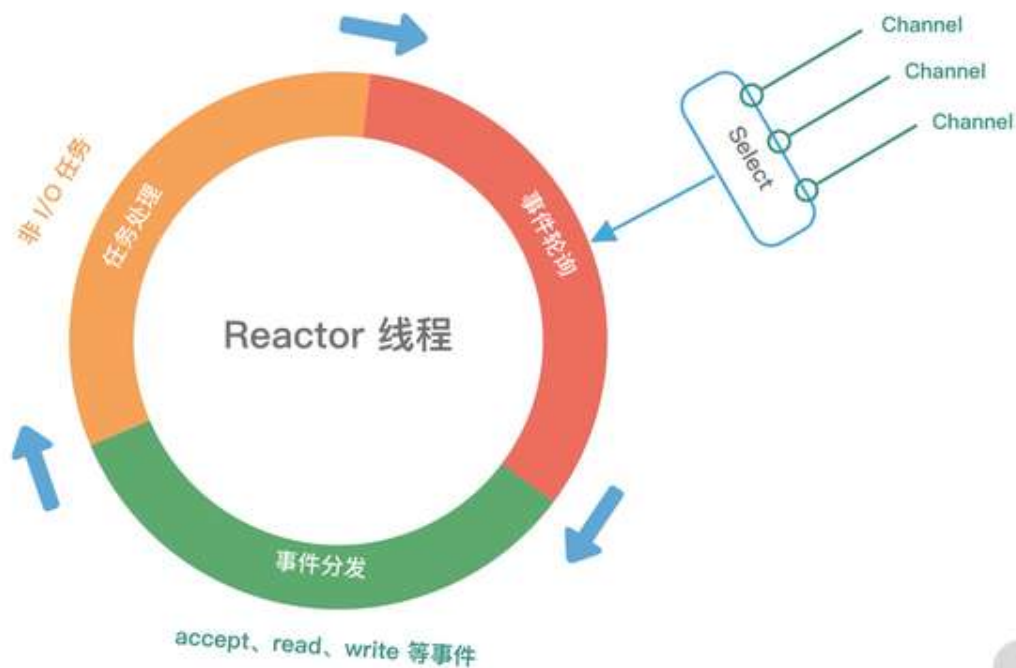 Channel
Channel
Channel
Select
事件轮询
非 I/O 任务
任务处理
Reactor 线程
事件分发
accept、read、write 等事件